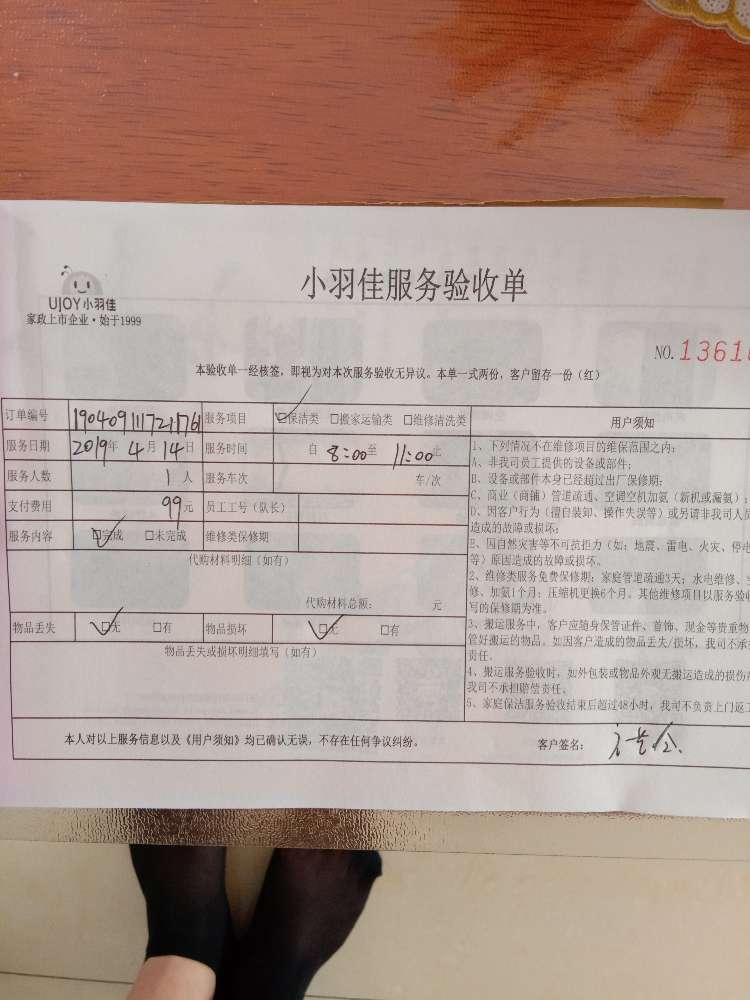 UJOY 小羽佳
家政上市企业·始于1999
小羽佳服务验收单
NO. 1361
本验收单一经核签，即视为对本次服务验收无异议。本单一式两份，客户留存一份（红）
订单编号 190409111721761 服务项目 ☑保洁类 □搬家运输类 □维修清洗类
服务日期 2019年 4月 14日 服务时间 自 8:00至 11:00止
服务人数 1 人 服务车次 车/次
支付费用 99元 员工工号（队长）
服务内容 ☑完成 □未完成 维修类保修期
代购材料明细（如有）
代购材料总额： 元
物品丢失 ☑无 □有 物品损坏 ☑无 □有
物品丢失或损坏明细填写（如有）
用户须知
1、下列情况不在维修项目的维保范围之内：
A、非我司员工提供的设备或部件；
B、设备或部件本身已经超过出厂保修期；
C、商业（商铺）管道疏通、空调空机加氨（新机或漏氨）；
D、因客户行为（擅自装卸、操作失误等）或另请非我司人员
造成的故障或损坏；
E、因自然灾害等不可抗拒力（如：地震、雷电、火灾、停电
等）原因造成的故障或损坏。
2、维修类服务免费保修期：家庭管道疏通3天；水电维修、
修、加氨1个月；压缩机更换6个月。其他维修项目以服务验收
写的保修期为准。
3、搬运服务中，客户应随身保管证件、首饰、现金等贵重物
管好搬运的物品。如因客户造成的物品丢失/损坏，我司不承
责任。
4、搬运服务验收时，如外包装或物品外观无搬运造成的损伤
我司不承担赔偿责任。
5、家庭保洁服务验收结束后超过48小时，我司不负责上门返工
本人对以上服务信息以及《用户须知》均已确认无误，不存在任何争议纠纷。 客户签名：